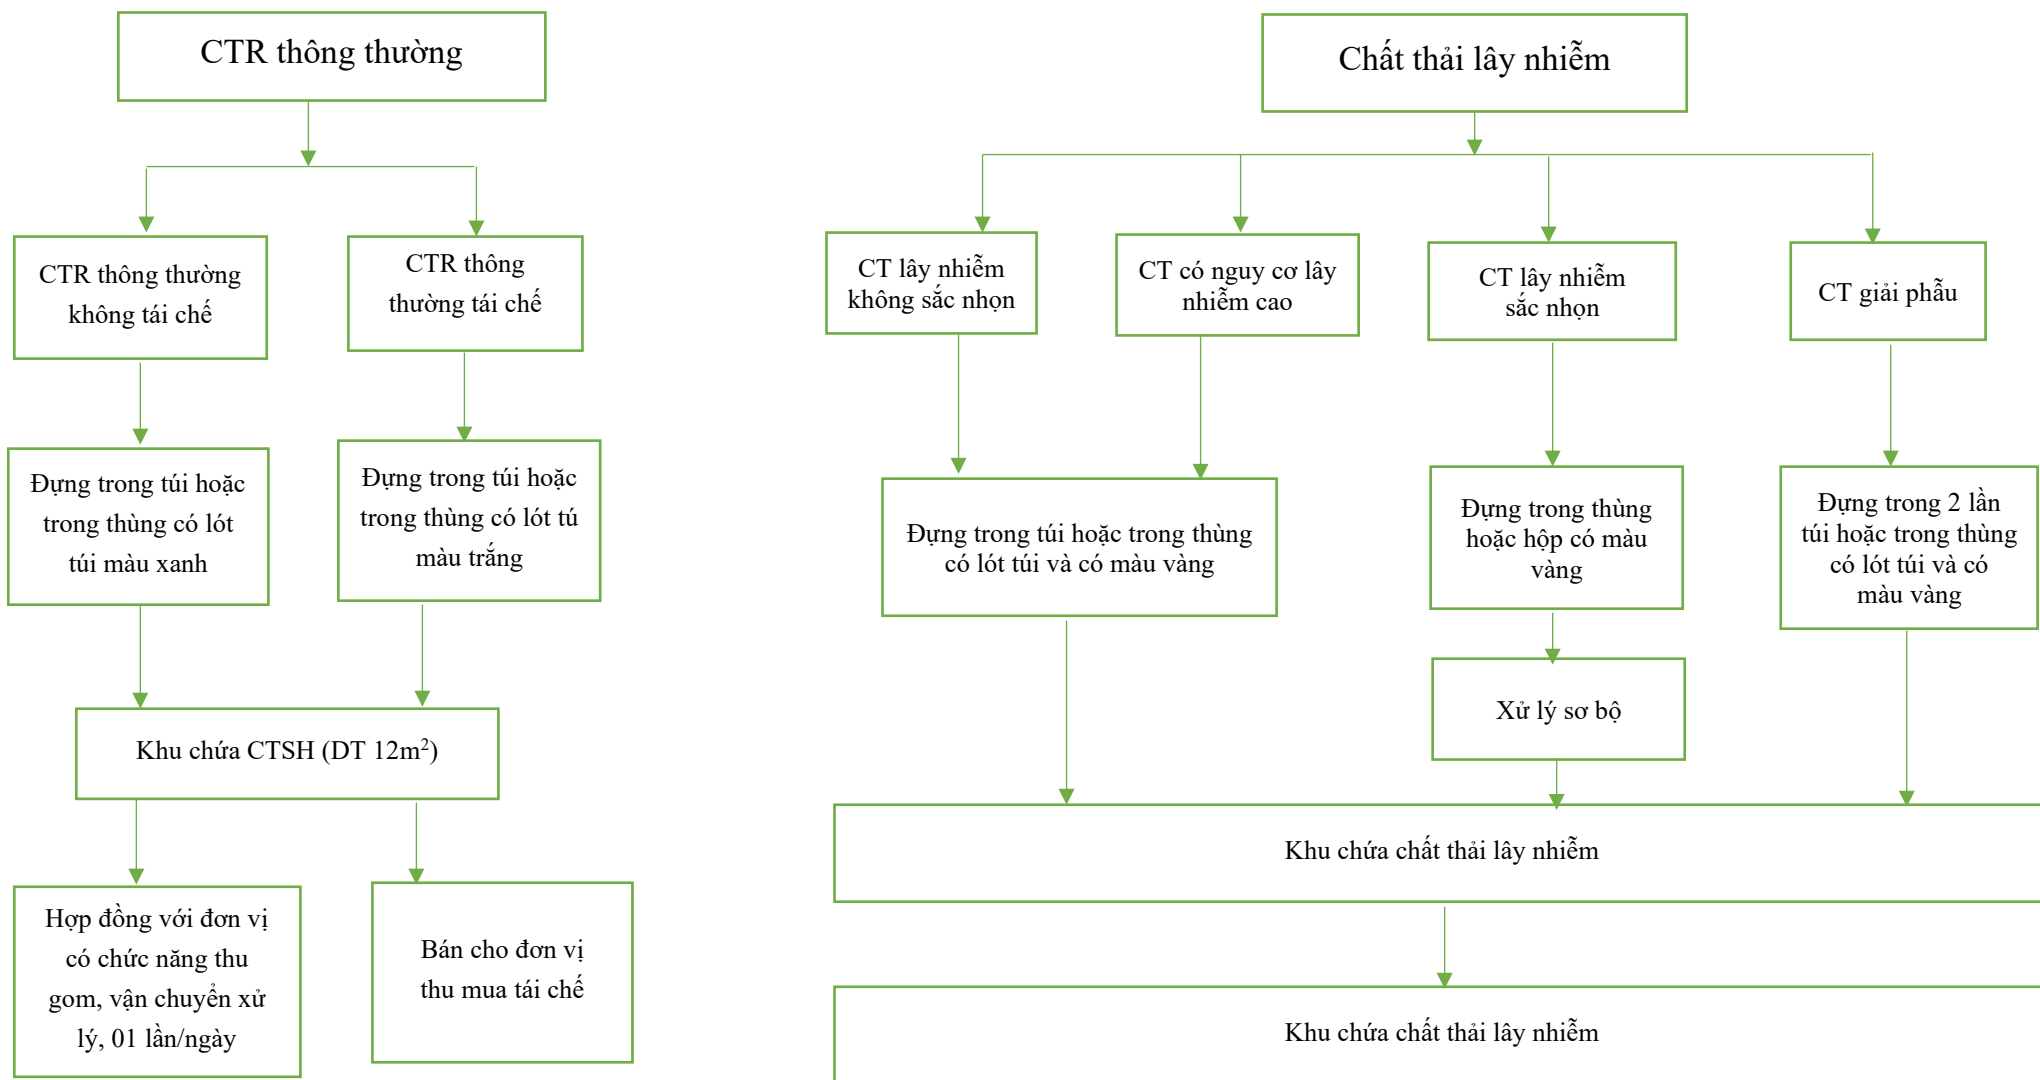 CTR thông thường
Chất thải lây nhiễm
CTR thông thường
không tái chế
CTR thông
thường tái chế
CT lây nhiễm
không sắc nhọn
CT có nguy cơ lây
nhiễm cao
CT lây nhiễm
sắc nhọn
CT giải phẫu
Đựng trong túi hoặc
trong thùng có lót
túi màu xanh
Đựng trong túi hoặc
trong thùng có lót tú
màu trắng
Đựng trong túi hoặc trong thùng
có lót túi và có màu vàng
Đựng trong thùng
hoặc hộp có màu
vàng
Đựng trong 2 lần
túi hoặc trong thùng
có lót túi và có
màu vàng
Xử lý sơ bộ
Khu chứa CTSH (DT 12m²)
Khu chứa chất thải lây nhiễm
Hợp đồng với đơn vị
có chức năng thu
gom, vận chuyển xử
lý, 01 lần/ngày
Bán cho đơn vị
thu mua tái chế
Khu chứa chất thải lây nhiễm